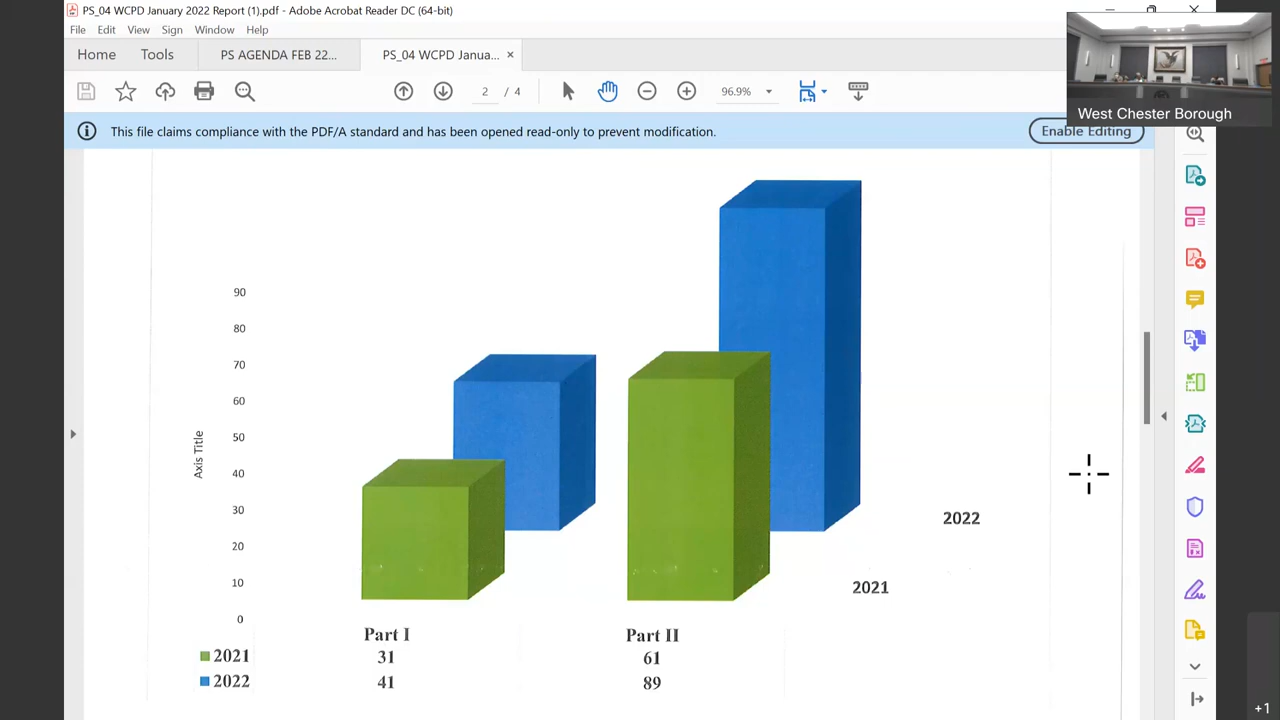 PS_04 WCPD January 2022 Report (1).pdf - Adobe Acrobat Reader DC (64-bit)
File Edit View Sign Window Help
Home Tools PS AGENDA FEB 22... PS_04 WCPD Janua... ×
2 / 4 96.9%
This file claims compliance with the PDF/A standard and has been opened read-only to prevent modification. Enable Editing
West Chester Borough
90
80
70
60
50
40
30
20
10
0
Axis Title
2022
2021
Part I Part II
2021 31 61
2022 41 89
+1